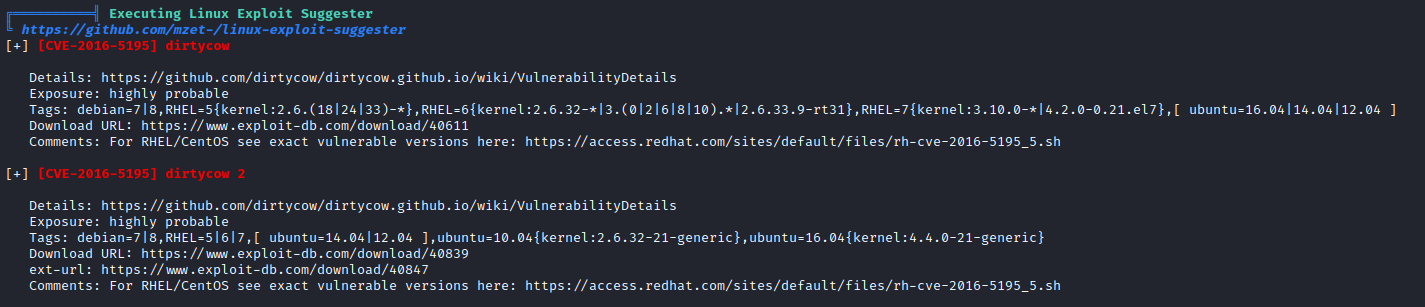 Executing Linux Exploit Suggester
https://github.com/mzet-/linux-exploit-suggester
[+] [CVE-2016-5195] dirtycow
Details: https://github.com/dirtycow/dirtycow.github.io/wiki/VulnerabilityDetails
Exposure: highly probable
Tags: debian=7|8,RHEL=5{kernel:2.6.(18|24|33)-*},RHEL=6{kernel:2.6.32-*|3.(0|2|6|8|10).*|2.6.33.9-rt31},RHEL=7{kernel:3.10.0-*|4.2.0-0.21.el7},[ ubuntu=16.04|14.04|12.04 ]
Download URL: https://www.exploit-db.com/download/40611
Comments: For RHEL/CentOS see exact vulnerable versions here: https://access.redhat.com/sites/default/files/rh-cve-2016-5195_5.sh
[+] [CVE-2016-5195] dirtycow 2
Details: https://github.com/dirtycow/dirtycow.github.io/wiki/VulnerabilityDetails
Exposure: highly probable
Tags: debian=7|8,RHEL=5|6|7,[ ubuntu=14.04|12.04 ],ubuntu=10.04{kernel:2.6.32-21-generic},ubuntu=16.04{kernel:4.4.0-21-generic}
Download URL: https://www.exploit-db.com/download/40839
ext-url: https://www.exploit-db.com/download/40847
Comments: For RHEL/CentOS see exact vulnerable versions here: https://access.redhat.com/sites/default/files/rh-cve-2016-5195_5.sh